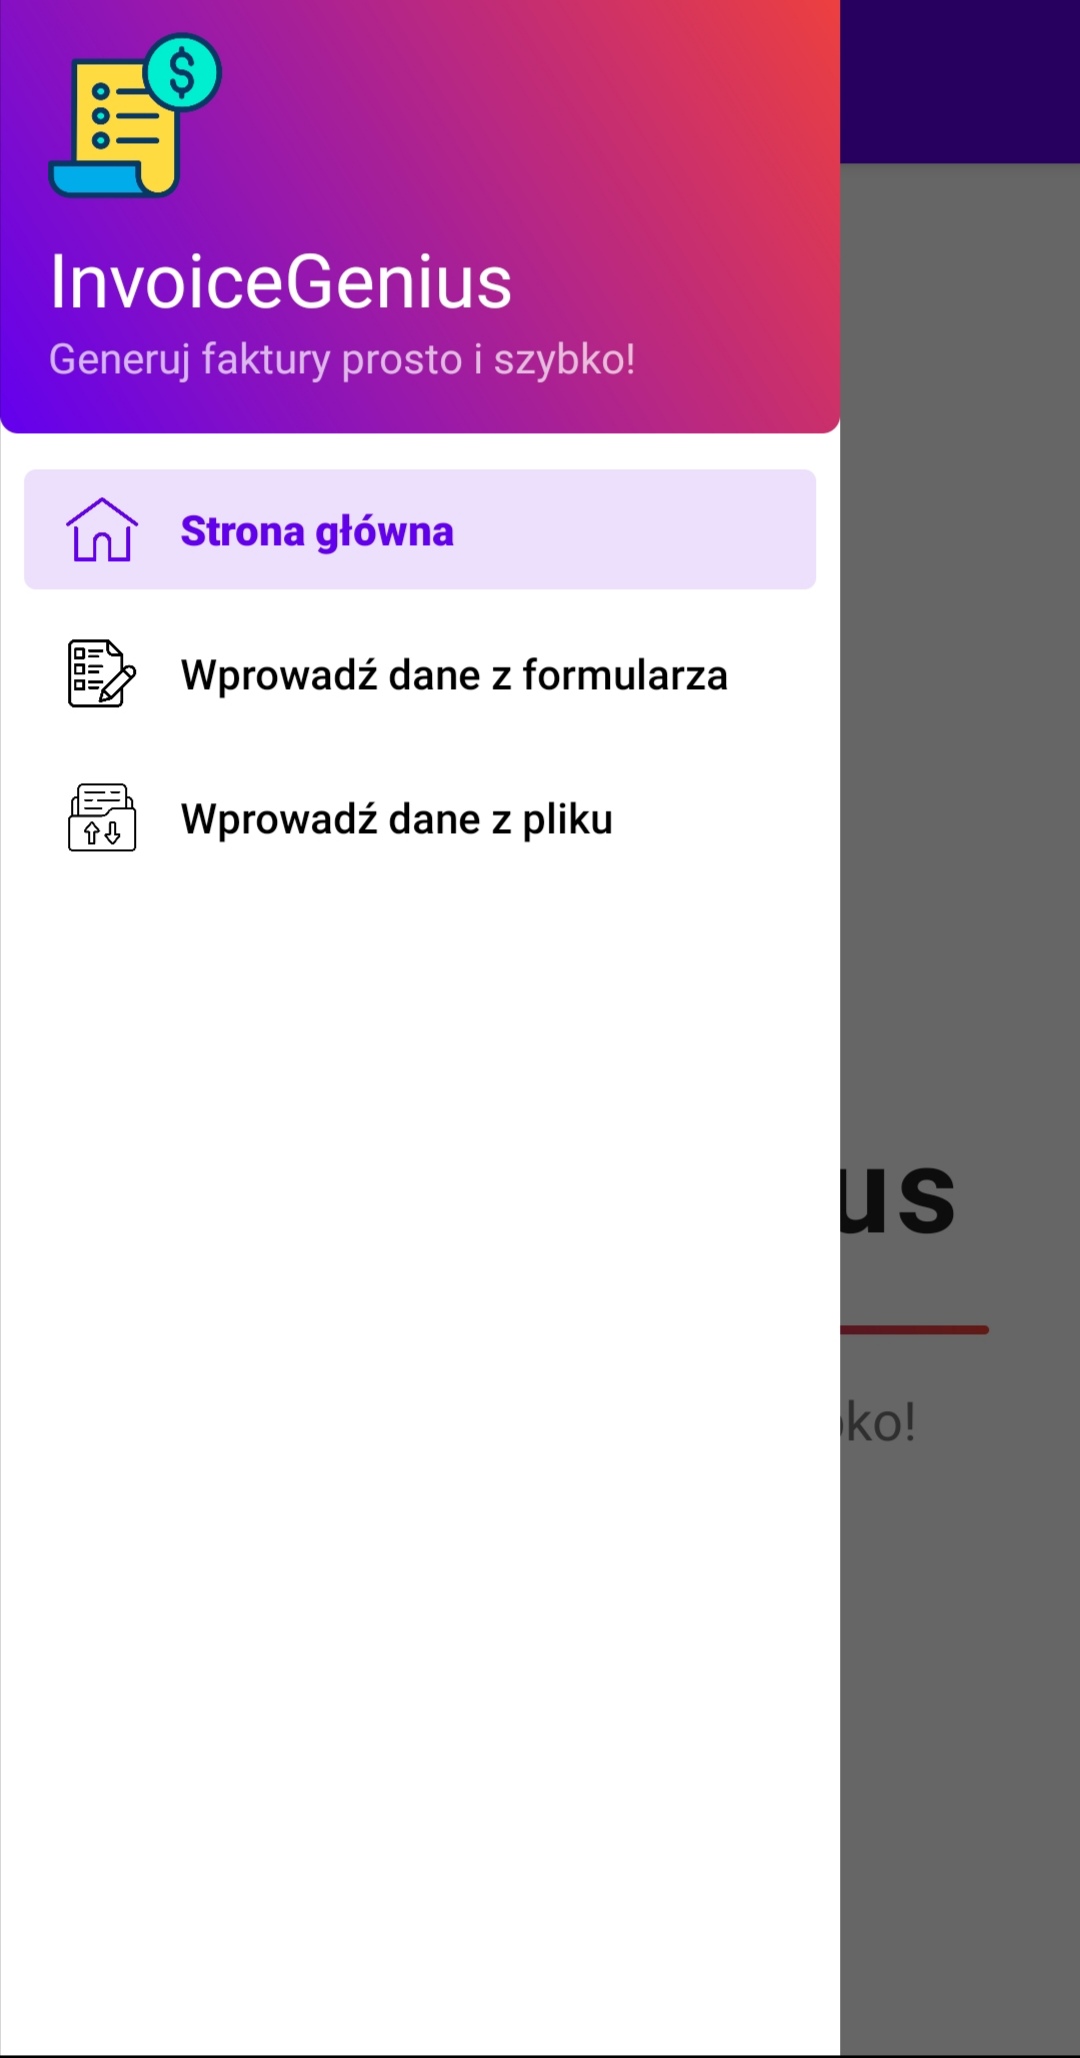 $
InvoiceGenius
Generuj faktury prosto i szybko!
Strona główna
Wprowadź dane z formularza
Wprowadź dane z pliku
us
ko!